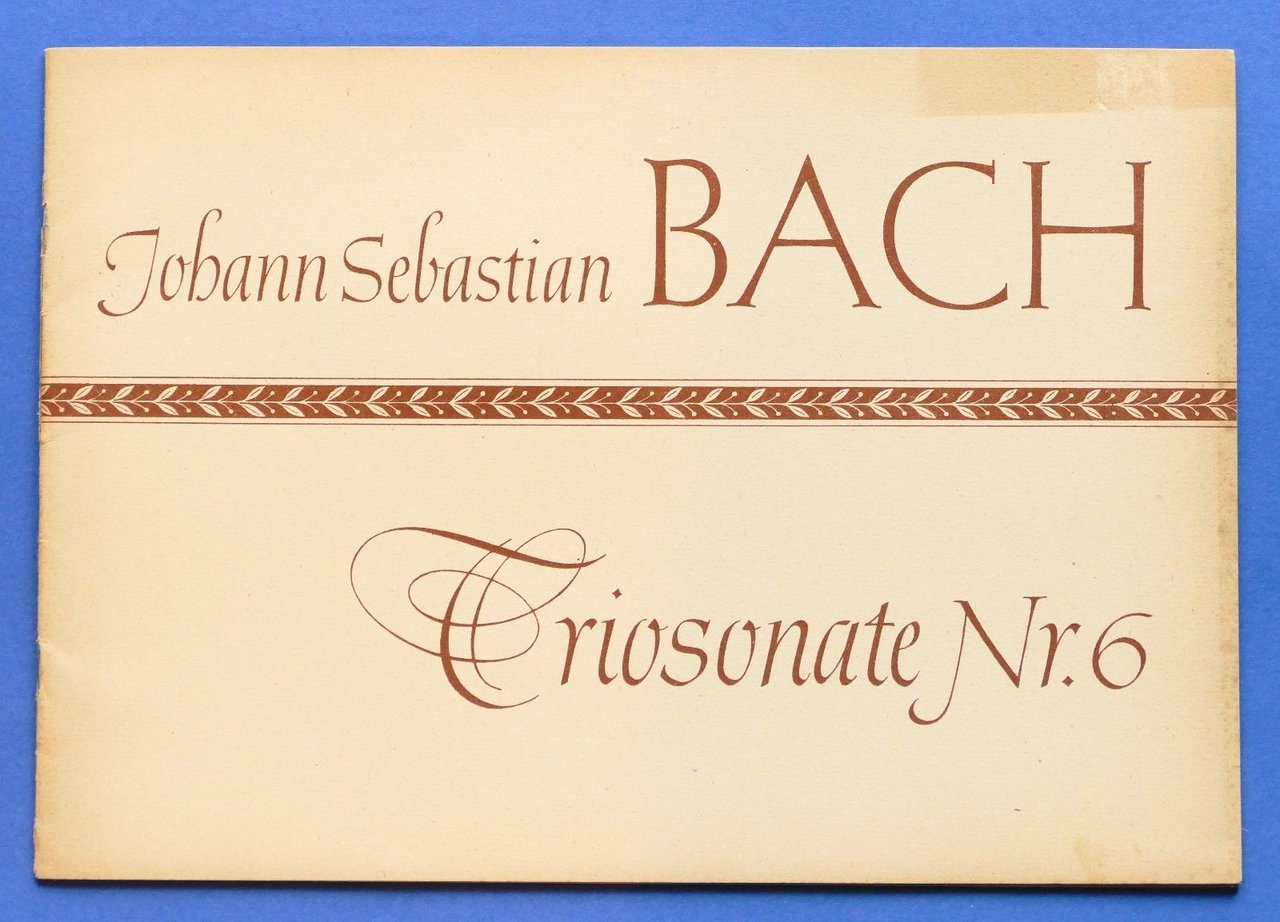 Johann Sebastian BACH
Triosonate Nr. 6